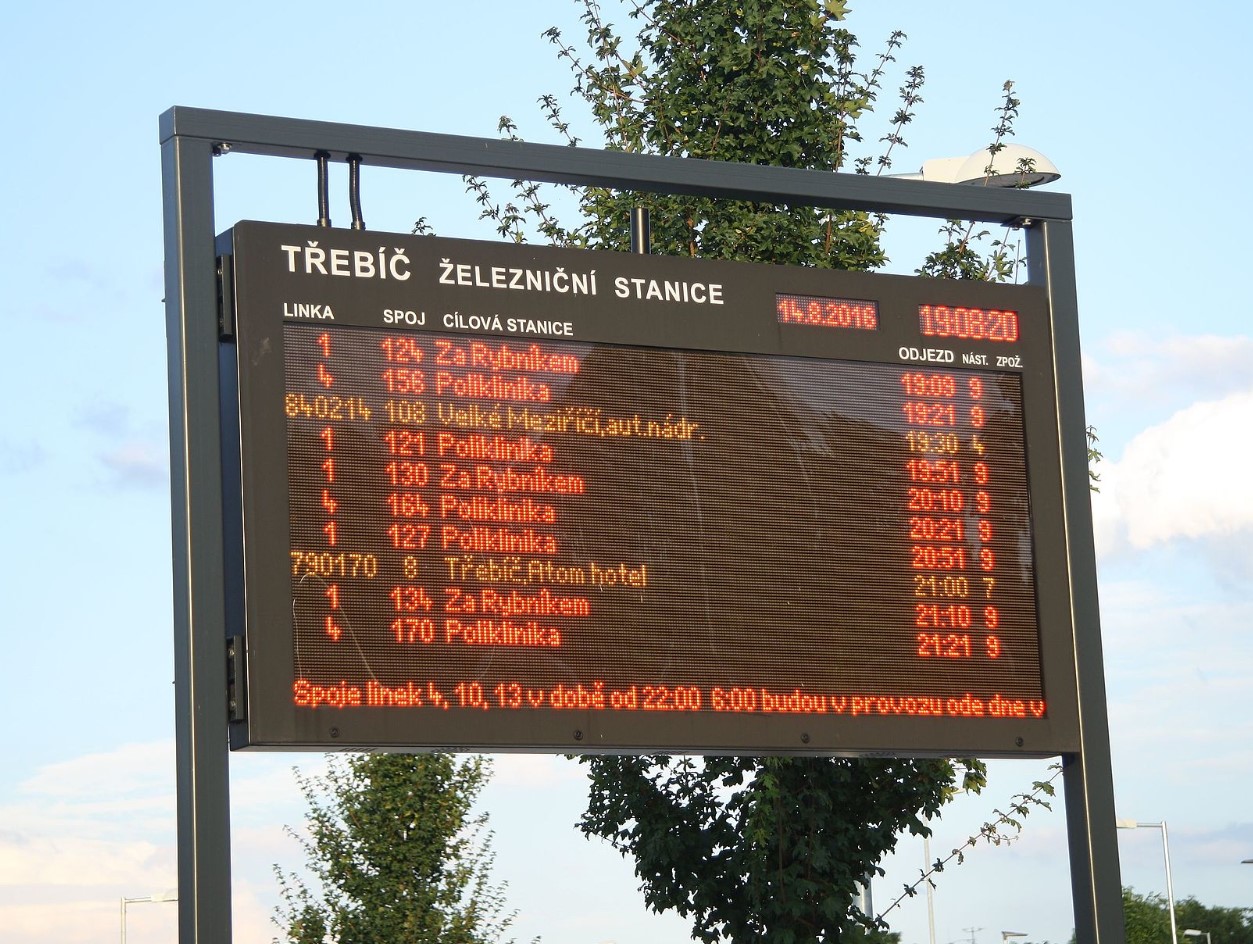 TŘEBÍČ ŽELEZNIČNÍ STANICE 14.8.2016 19:08:20
LINKA SPOJ CÍLOVÁ STANICE ODJEZD NÁST. ZPOŽ.
1 124 Za Rybníkem 19:09 9
4 156 Poliklinika 19:21 9
840214 108 Velké Meziříčí,aut.nádr. 19:30 4
1 121 Poliklinika 19:51 9
1 130 Za Rybníkem 20:10 9
4 164 Poliklinika 20:21 9
1 127 Poliklinika 20:51 9
790170 8 Třebíč,Atom hotel 21:00 7
1 134 Za Rybníkem 21:10 9
4 170 Poliklinika 21:21 9
Spoje linek 4, 10, 13 v době od 22:00 6:00 budou v provozu ode dne v